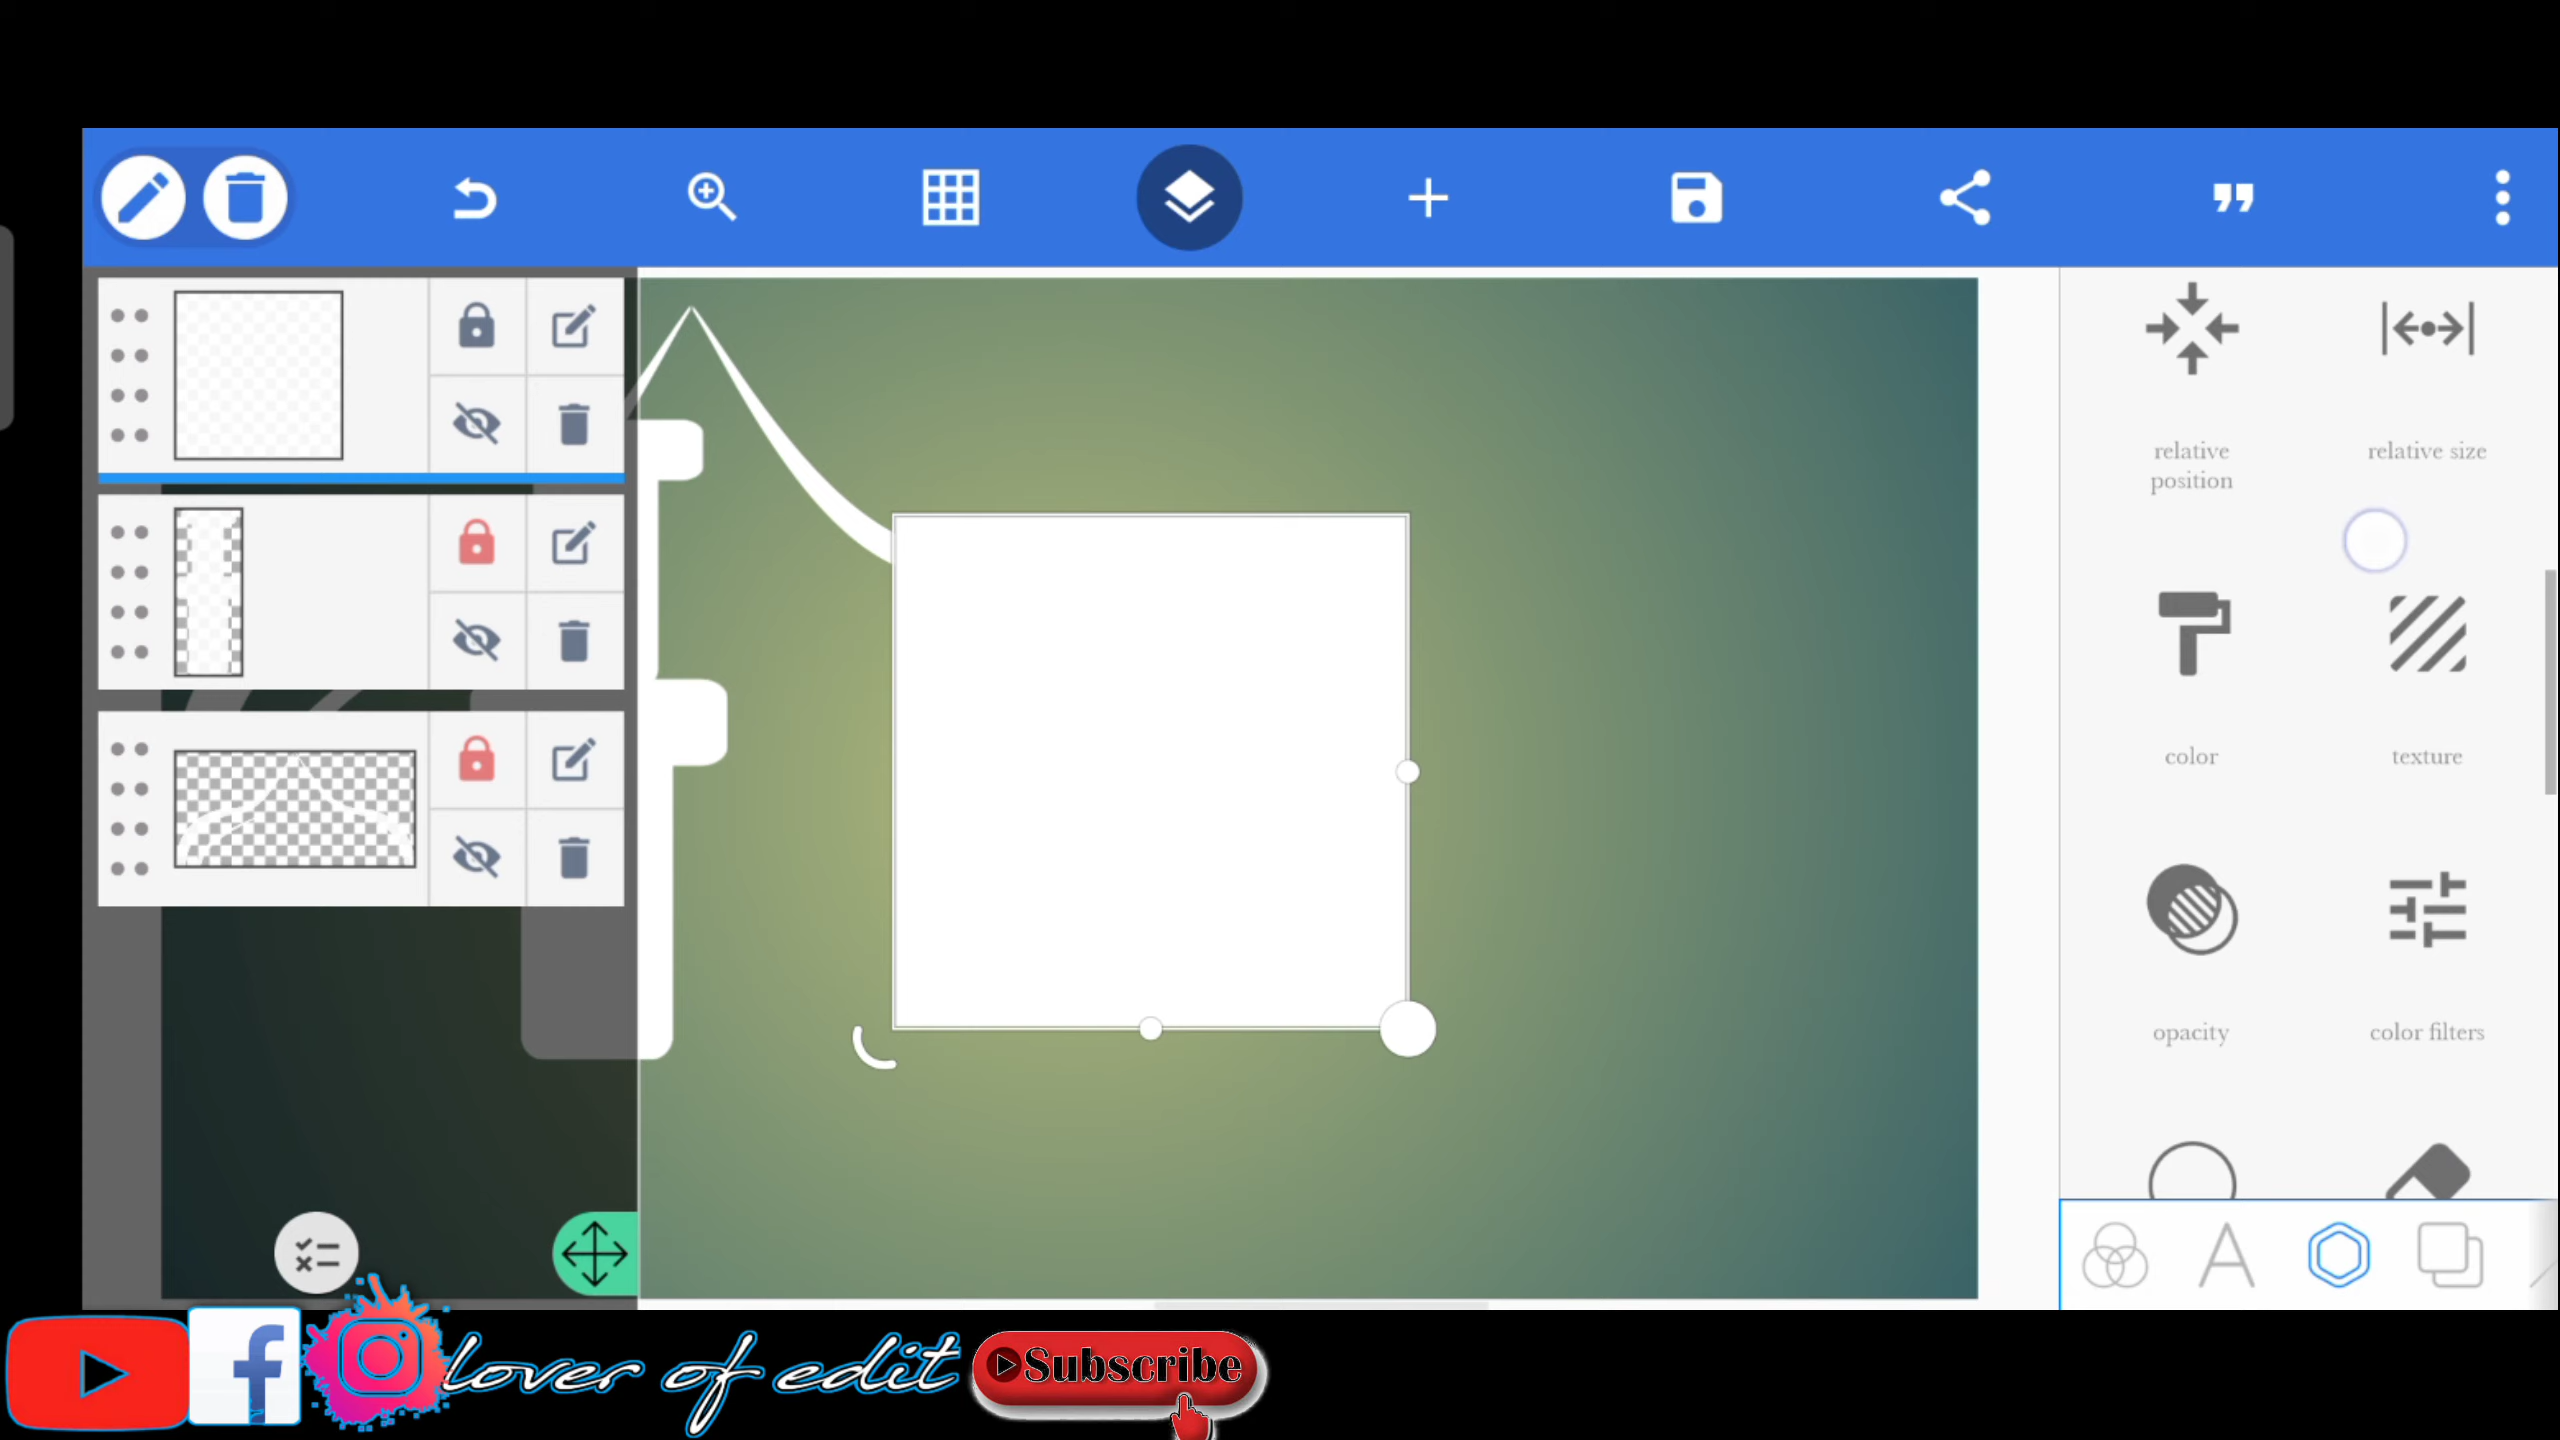 relative
position
relative size
color
texture
opacity
color filters
lover of edit
Subscribe